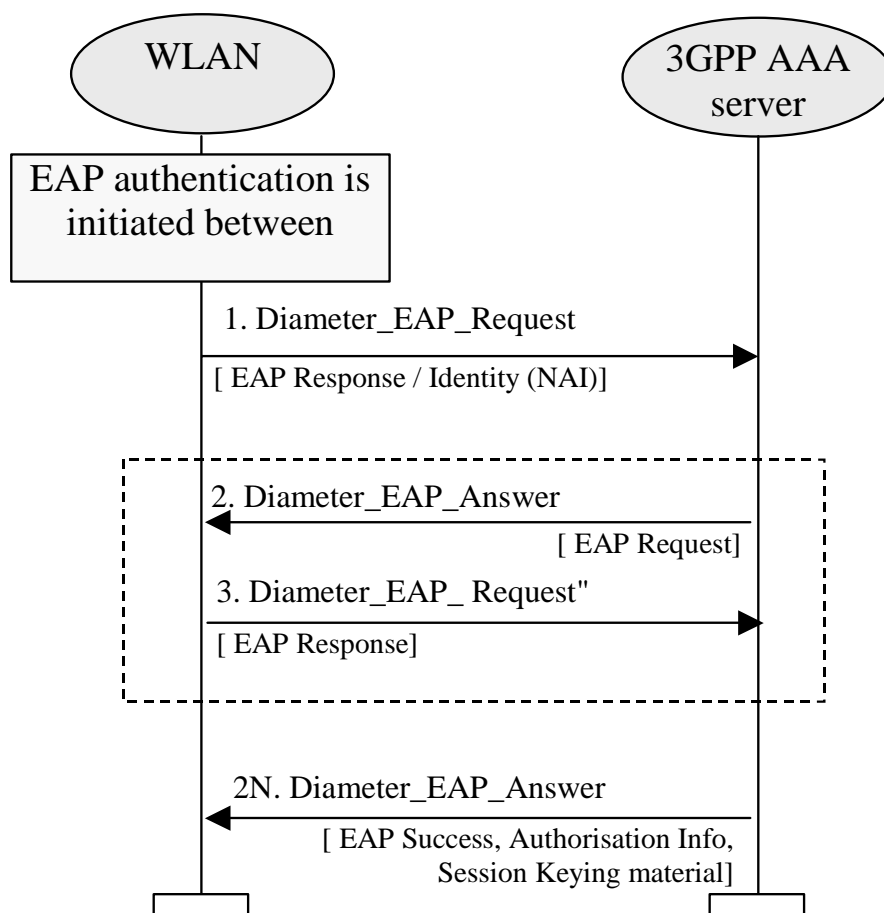 WLAN
3GPP AAA
server
EAP authentication is
initiated between
1. Diameter_EAP_Request
[ EAP Response / Identity (NAI)]
2. Diameter_EAP_Answer
[ EAP Request]
3. Diameter_EAP_ Request"
[ EAP Response]
2N. Diameter_EAP_Answer
[ EAP Success, Authorisation Info,
Session Keying material]